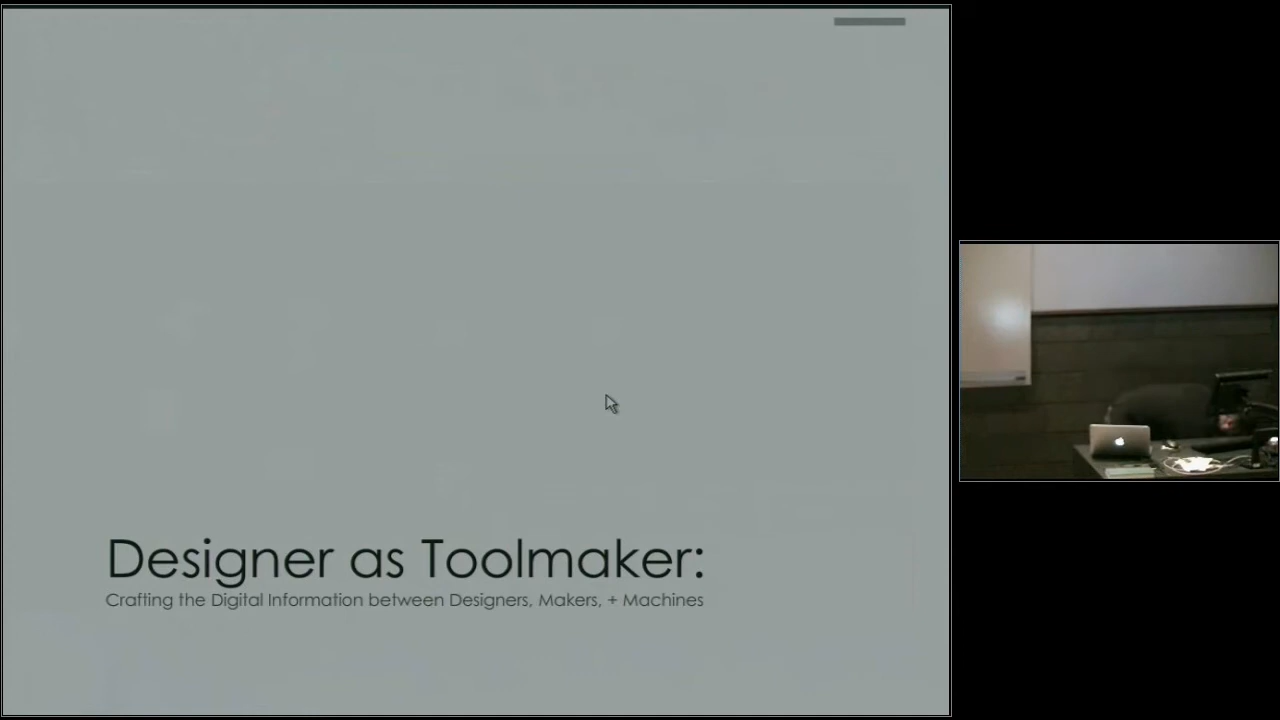 Designer as Toolmaker:
Crafting the Digital Information between Designers, Makers, + Machines